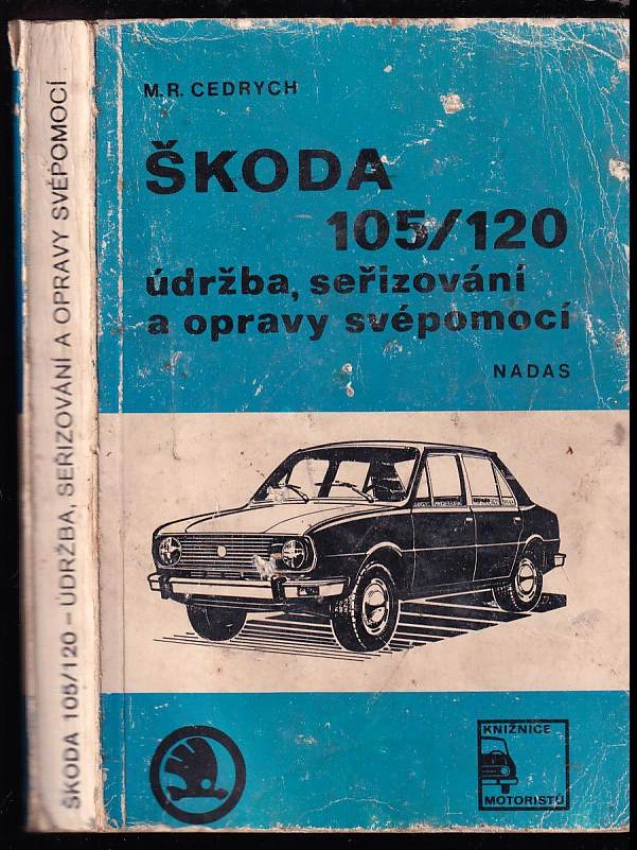 ŠKODA 105/120 – ÚDRŽBA, SEŘIZOVÁNÍ A OPRAVY SVÉPOMOCÍ
M. R. CEDRYCH
ŠKODA
105/120
údržba, seřizování
a opravy svépomocí
NADAS
KNIŽNICE
MOTORISTŮ